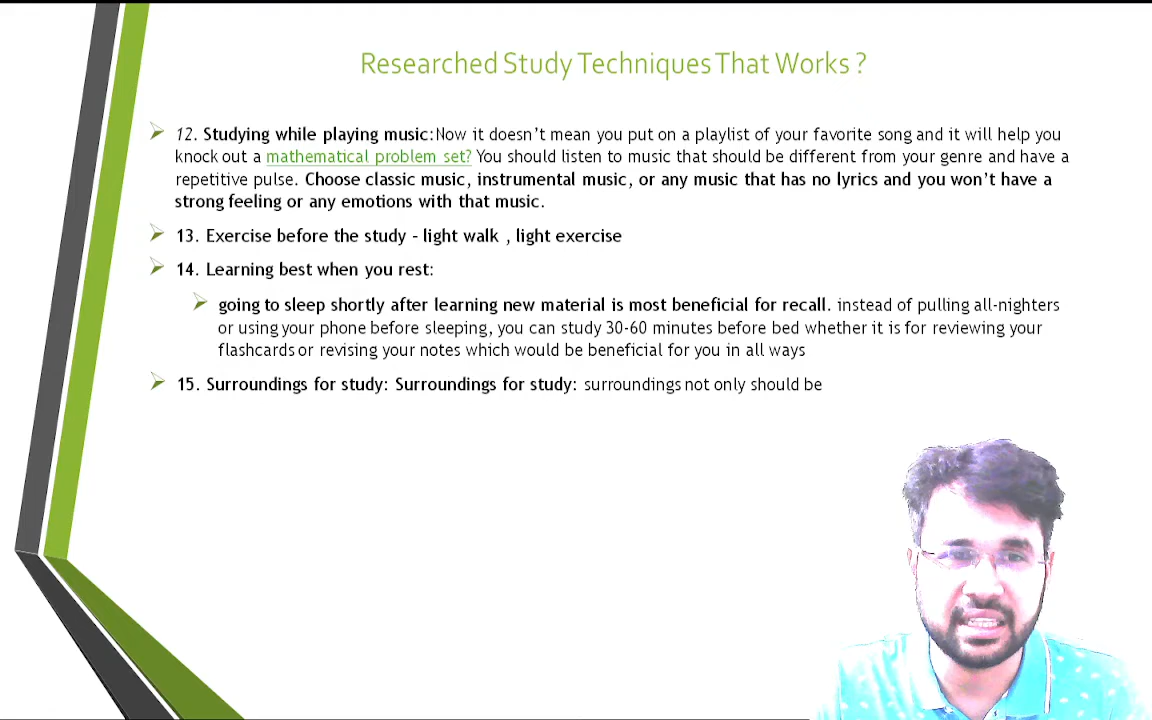 Researched Study Techniques That Works ?
12. Studying while playing music: Now it doesn't mean you put on a playlist of your favorite song and it will help you
knock out a mathematical problem set? You should listen to music that should be different from your genre and have a
repetitive pulse. Choose classic music, instrumental music, or any music that has no lyrics and you won't have a
strong feeling or any emotions with that music.
13. Exercise before the study - light walk , light exercise
14. Learning best when you rest:
going to sleep shortly after learning new material is most beneficial for recall. instead of pulling all-nighters
or using your phone before sleeping, you can study 30-60 minutes before bed whether it is for reviewing your
flashcards or revising your notes which would be beneficial for you in all ways
15. Surroundings for study: Surroundings for study: surroundings not only should be